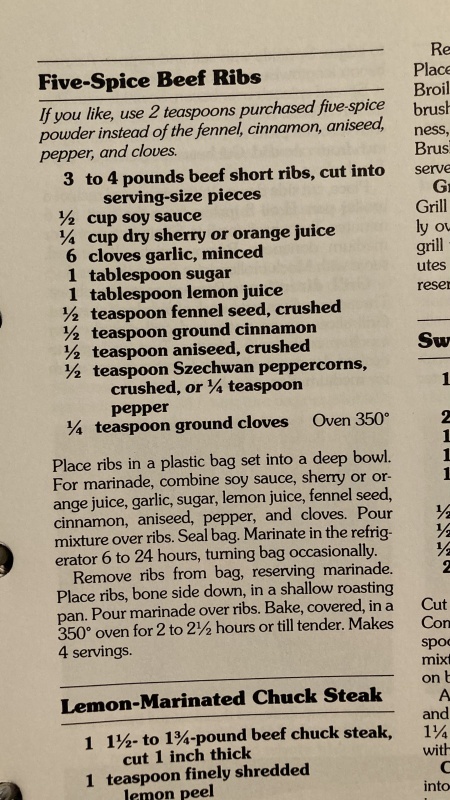 Five-Spice Beef Ribs
If you like, use 2 teaspoons purchased five-spice
powder instead of the fennel, cinnamon, aniseed,
pepper, and cloves.
3 to 4 pounds beef short ribs, cut into
serving-size pieces
½ cup soy sauce
¼ cup dry sherry or orange juice
6 cloves garlic, minced
1 tablespoon sugar
1 tablespoon lemon juice
½ teaspoon fennel seed, crushed
½ teaspoon ground cinnamon
½ teaspoon aniseed, crushed
½ teaspoon Szechwan peppercorns,
crushed, or ¼ teaspoon
pepper
¼ teaspoon ground cloves Oven 350°
Place ribs in a plastic bag set into a deep bowl.
For marinade, combine soy sauce, sherry or or-
ange juice, garlic, sugar, lemon juice, fennel seed,
cinnamon, aniseed, pepper, and cloves. Pour
mixture over ribs. Seal bag. Marinate in the refrig-
erator 6 to 24 hours, turning bag occasionally.
Remove ribs from bag, reserving marinade.
Place ribs, bone side down, in a shallow roasting
pan. Pour marinade over ribs. Bake, covered, in a
350° oven for 2 to 2½ hours or till tender. Makes
4 servings.
Lemon-Marinated Chuck Steak
1 1½- to 1¾-pound beef chuck steak,
cut 1 inch thick
1 teaspoon finely shredded
lemon peel
Re
Place
Broil
brush
ness,
Brus
serve
Gr
Grill
ly ov
grill
utes
reser
Sw
1
2
1
1
1
½
½
½
2
Cut
Con
spoo
mixt
on b
A
and
1¼
with
C
into